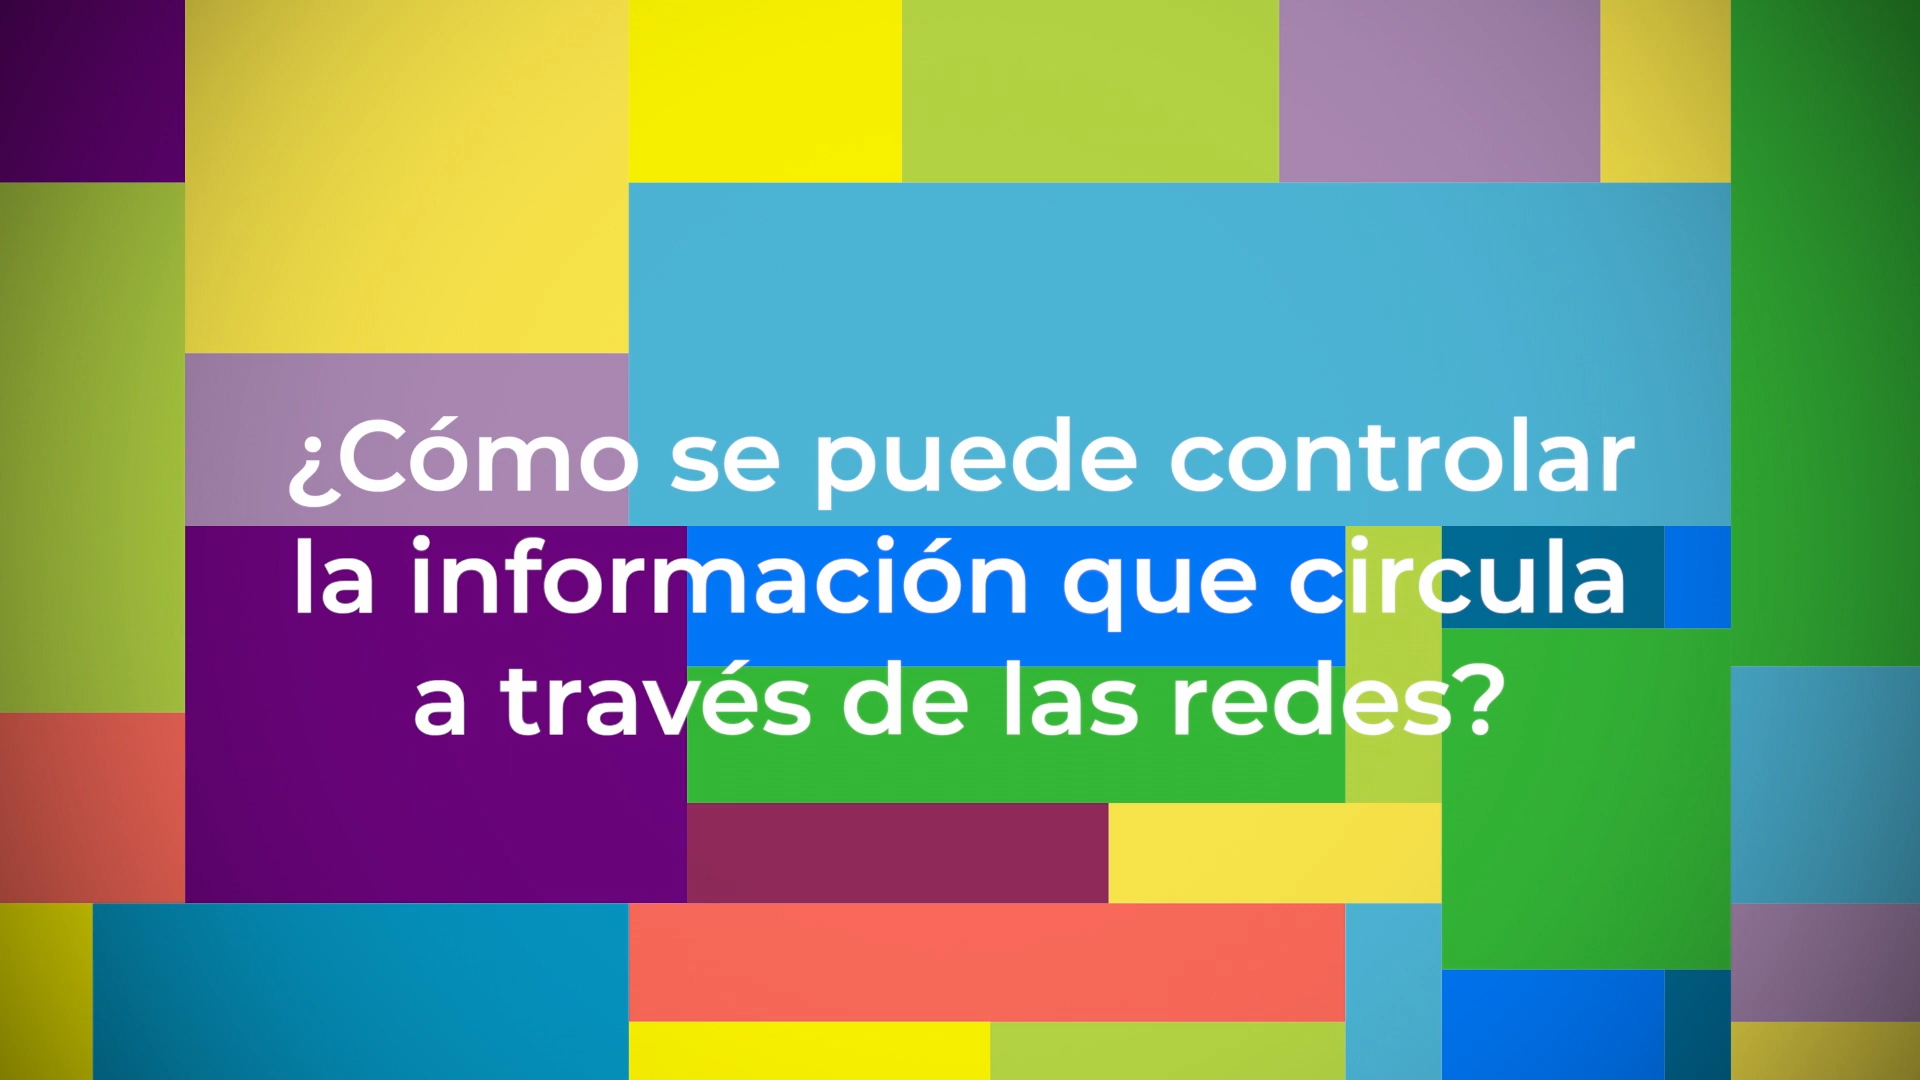 ¿Cómo se puede controlar
la información que circula
a través de las redes?